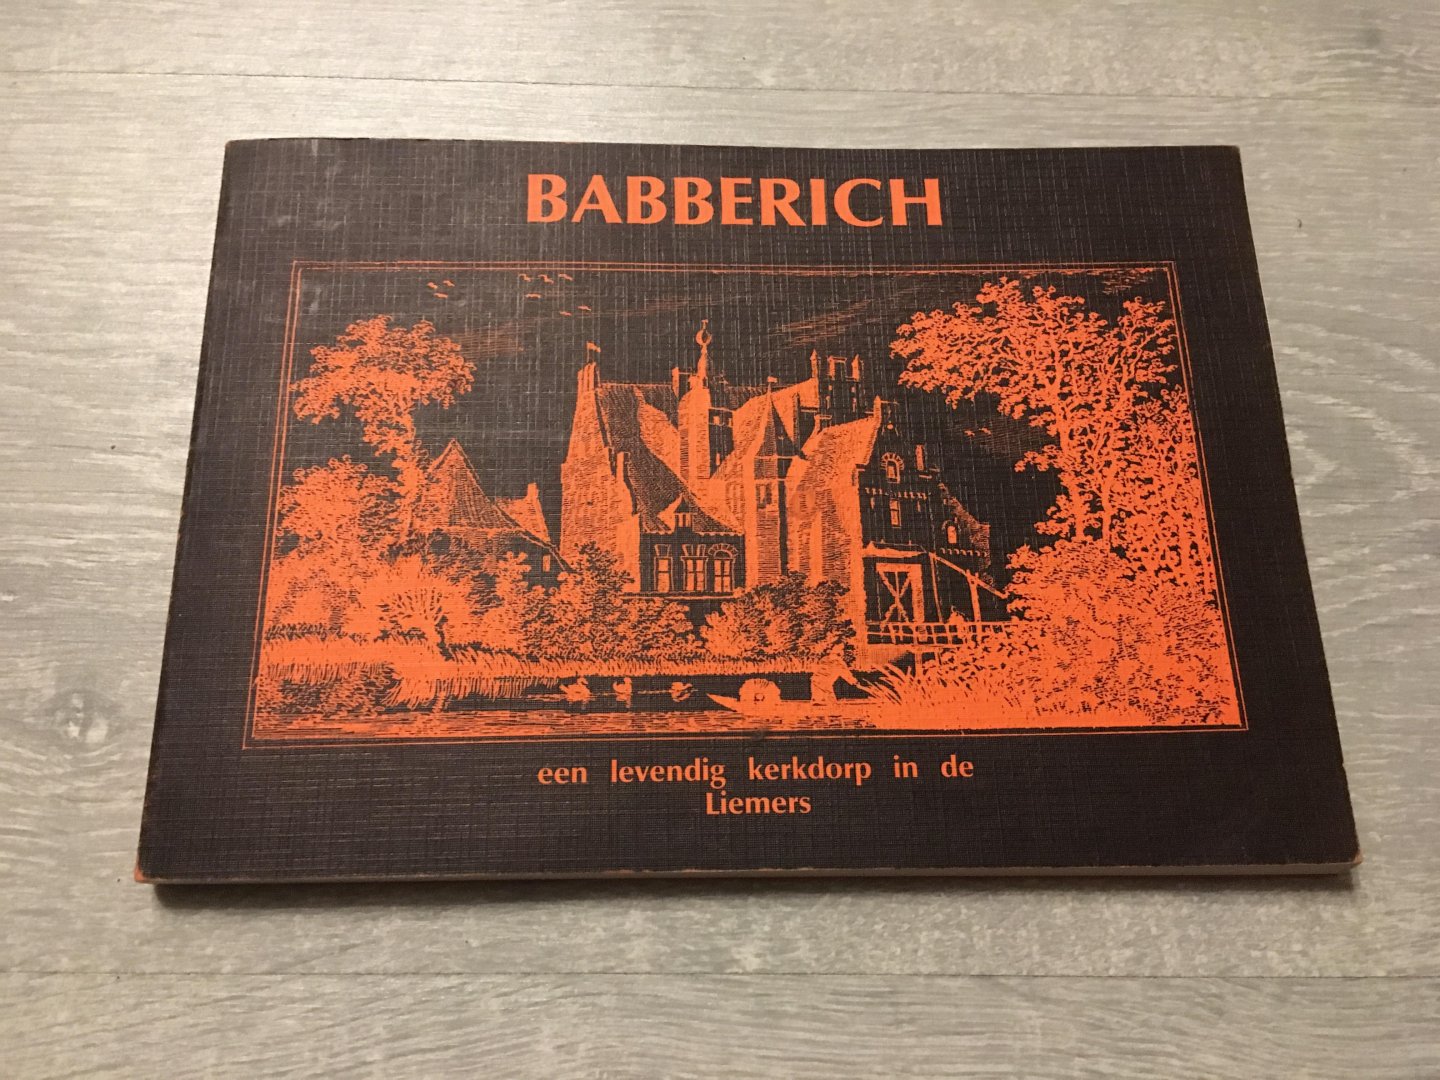 BABBERICH
een levendig kerkdorp in de
Liemers